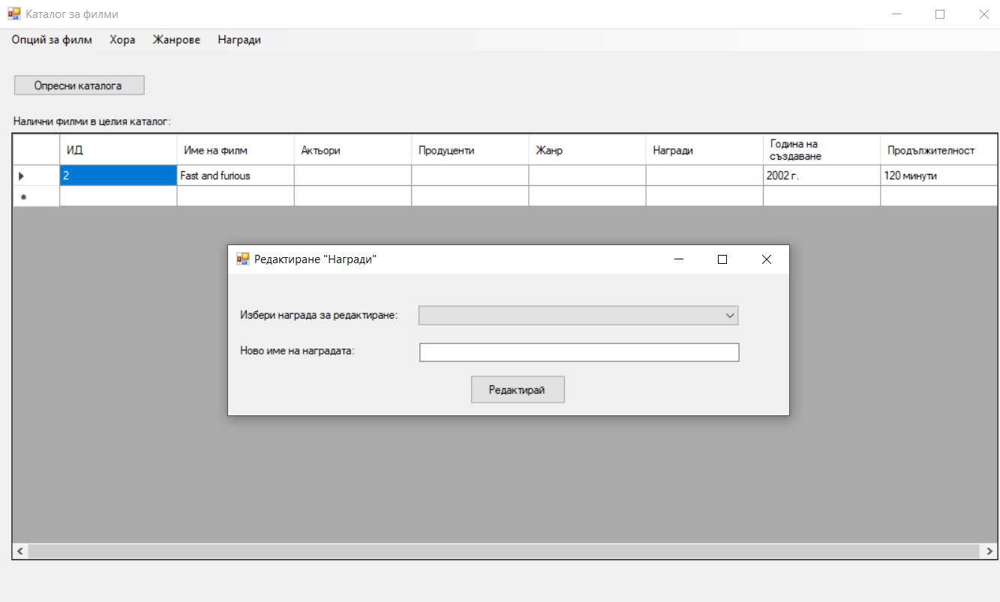 Каталог за филми
Опций за филм Хора Жанрове Награди
Опресни каталога
Налични филми в целия каталог:
ИД Име на филм Актьори Продуценти Жанр Награди Година на създаване Продължителност
2 Fast and furious 2002 г. 120 минути
Редактиране "Награди"
Избери награда за редактиране:
Ново име на наградата:
Редактирай